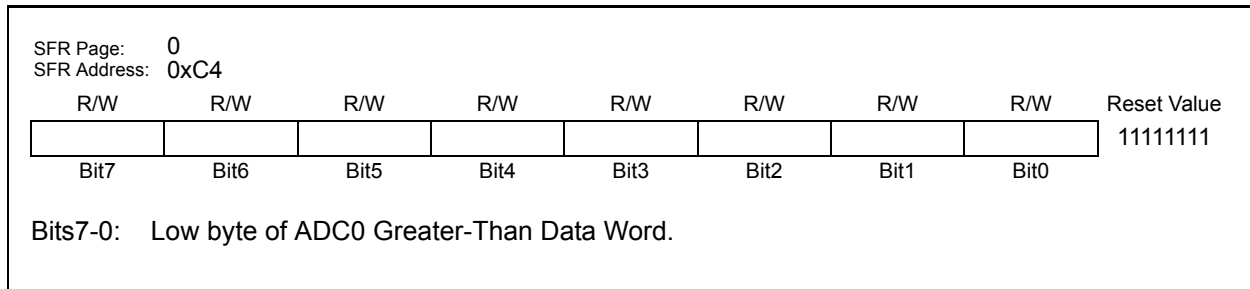 SFR Page: 0
SFR Address: 0xC4
R/W R/W R/W R/W R/W R/W R/W R/W Reset Value
11111111
Bit7 Bit6 Bit5 Bit4 Bit3 Bit2 Bit1 Bit0
Bits7-0: Low byte of ADC0 Greater-Than Data Word.